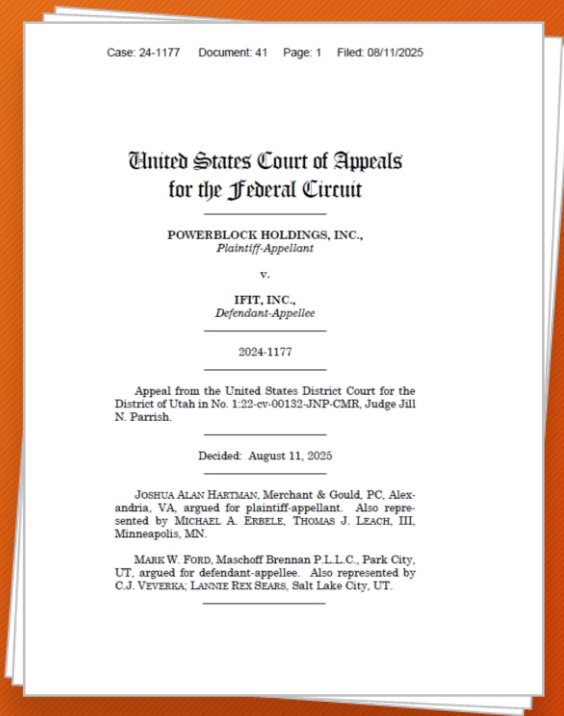 Case: 24-1177 Document: 41 Page: 1 Filed: 08/11/2025
United States Court of Appeals
for the Federal Circuit
POWERBLOCK HOLDINGS, INC.,
Plaintiff-Appellant
v.
IFIT, INC.,
Defendant-Appellee
2024-1177
Appeal from the United States District Court for the
District of Utah in No. 1:22-cv-00132-JNP-CMR, Judge Jill
N. Parrish.
Decided: August 11, 2025
JOSHUA ALAN HARTMAN, Merchant & Gould, PC, Alex-
andria, VA, argued for plaintiff-appellant. Also repre-
sented by MICHAEL A. ERBELE, THOMAS J. LEACH, III,
Minneapolis, MN.
MARK W. FORD, Maschoff Brennan P.L.L.C., Park City,
UT, argued for defendant-appellee. Also represented by
C.J. VEVERKA; LANNIE REX SEARS, Salt Lake City, UT.